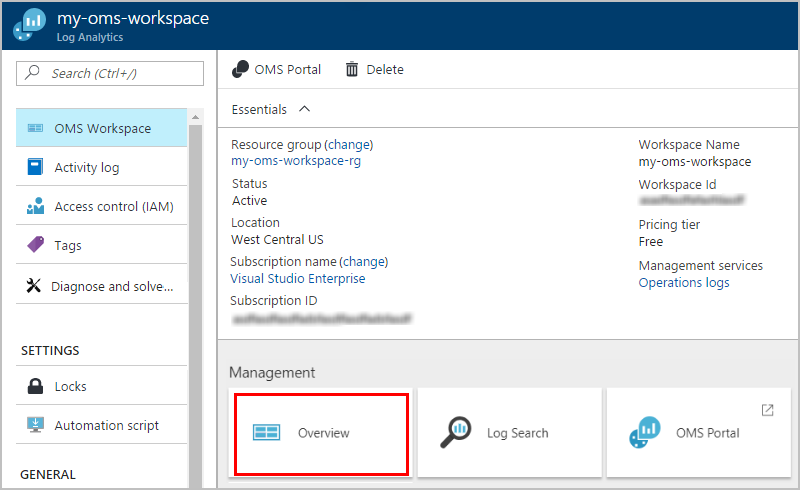 my-oms-workspace
Log Analytics
Search (Ctrl+/)
OMS Workspace
Activity log
Access control (IAM)
Tags
Diagnose and solve...
SETTINGS
Locks
Automation script
GENERAL
OMS Portal
Delete
Essentials
Resource group (change)
my-oms-workspace-rg
Status
Active
Location
West Central US
Subscription name (change)
Visual Studio Enterprise
Subscription ID
Workspace Name
my-oms-workspace
Workspace Id
Pricing tier
Free
Management services
Operations logs
Management
Overview
Log Search
OMS Portal